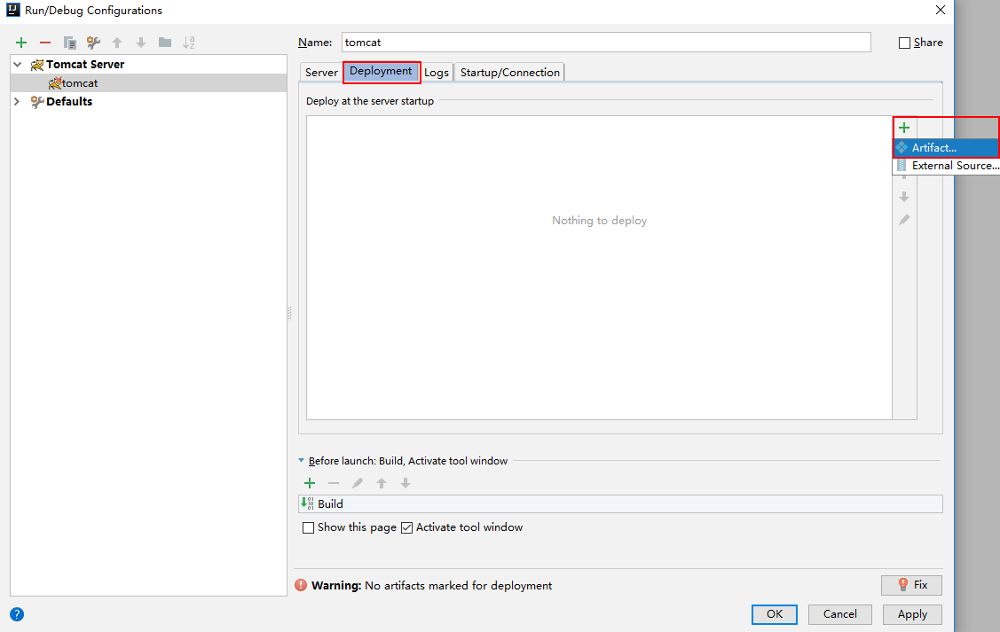 Run/Debug Configurations
Name: tomcat
Share
Tomcat Server
tomcat
Defaults
Server Deployment Logs Startup/Connection
Deploy at the server startup
Artifact...
External Source...
Nothing to deploy
Before launch: Build, Activate tool window
Build
Show this page Activate tool window
Warning: No artifacts marked for deployment
Fix
OK Cancel Apply